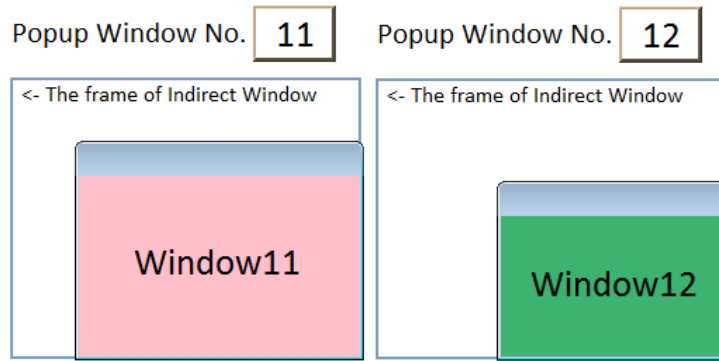 Popup Window No. 11
<- The frame of Indirect Window
Window11
Popup Window No. 12
<- The frame of Indirect Window
Window12